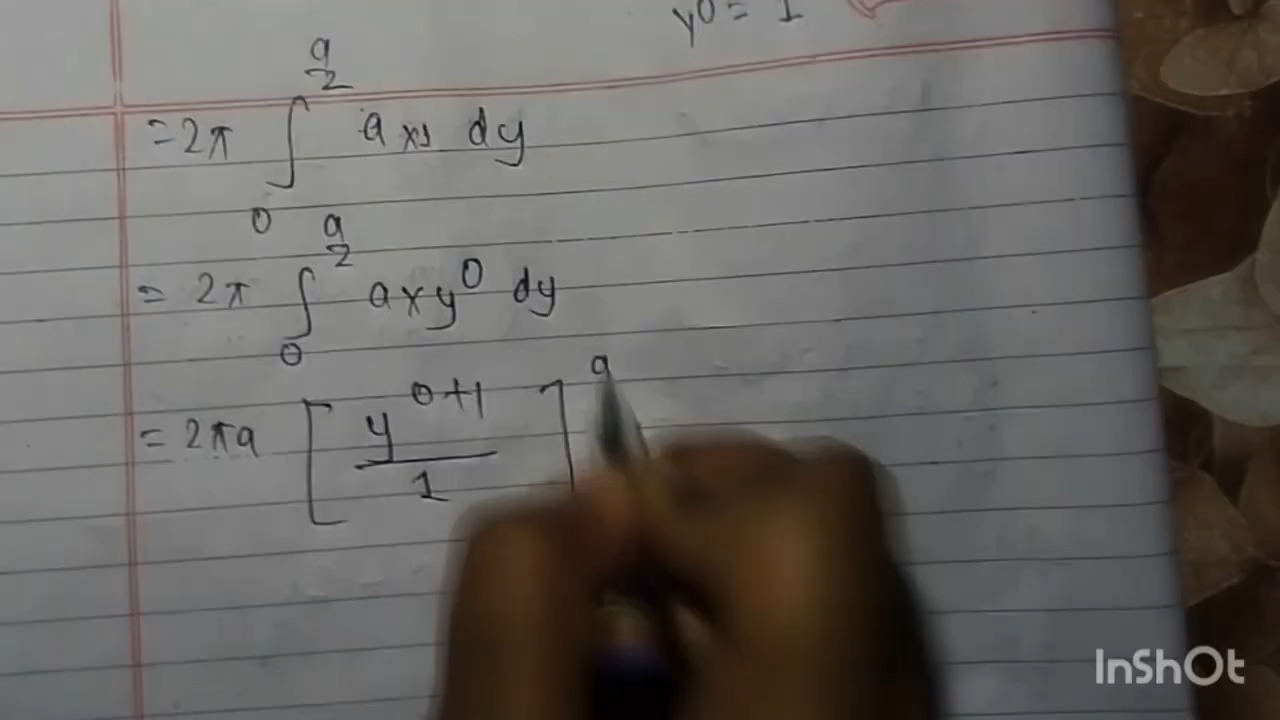 y⁰ = 1
= 2π ∫₀^(a/2) a × 1 dy
= 2π ∫₀^(a/2) a × y⁰ dy
= 2πa [ y^(0+1) / 1 ]^a
InShOt